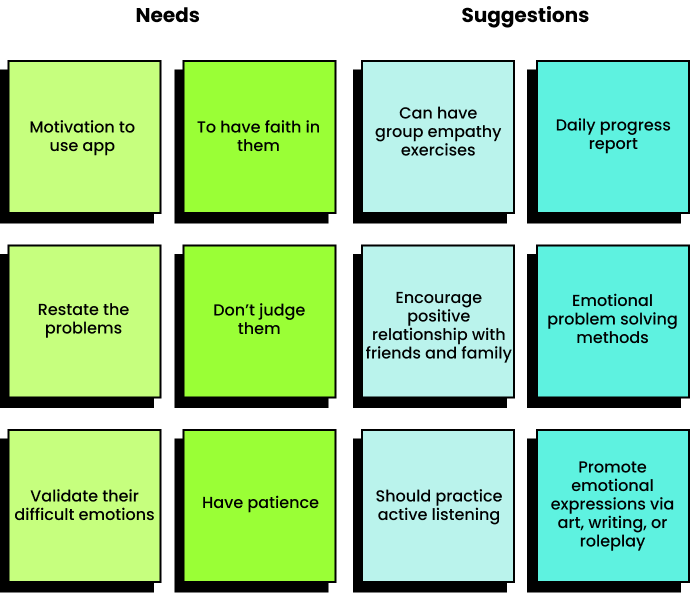 Needs
Suggestions
Motivation to
use app
To have faith in
them
Can have
group empathy
exercises
Daily progress
report
Restate the
problems
Don’t judge
them
Encourage
positive
relationship with
friends and family
Emotional
problem solving
methods
Validate their
difficult emotions
Have patience
Should practice
active listening
Promote
emotional
expressions via
art, writing, or
roleplay